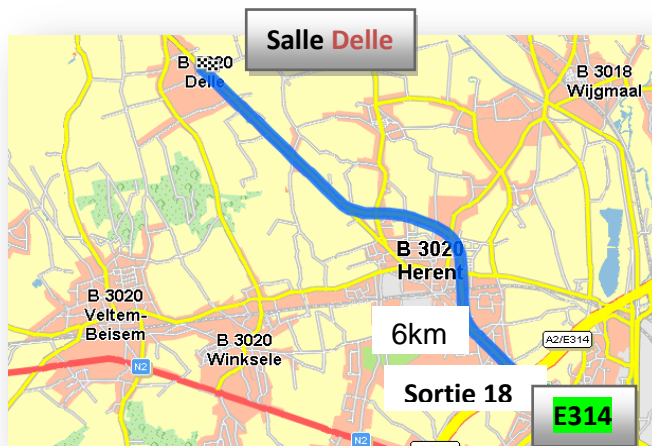 Salle Delle
B 3020
Delle
B 3018
Wijgmaal
B 3020
Herent
B 3020
Veltem-
Beisem
B 3020
Winksele
6km
A2/E314
N2
Sortie 18
E314
N2